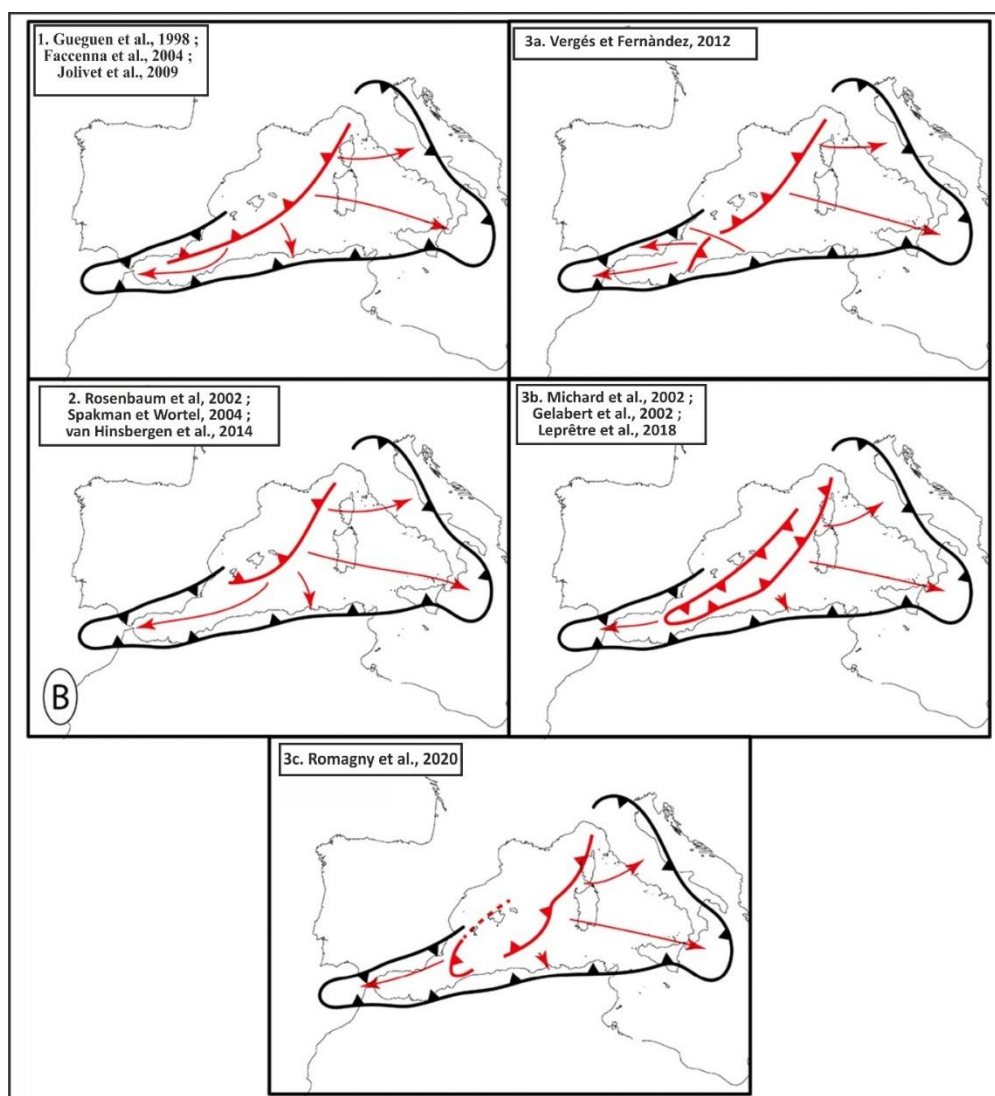 1. Gueguen et al., 1998 ;
Faccenna et al., 2004 ;
Jolivet et al., 2009
3a. Vergés et Fernàndez, 2012
2. Rosenbaum et al, 2002 ;
Spakman et Wortel, 2004 ;
van Hinsbergen et al., 2014
3b. Michard et al., 2002 ;
Gelabert et al., 2002 ;
Leprêtre et al., 2018
B
3c. Romagny et al., 2020